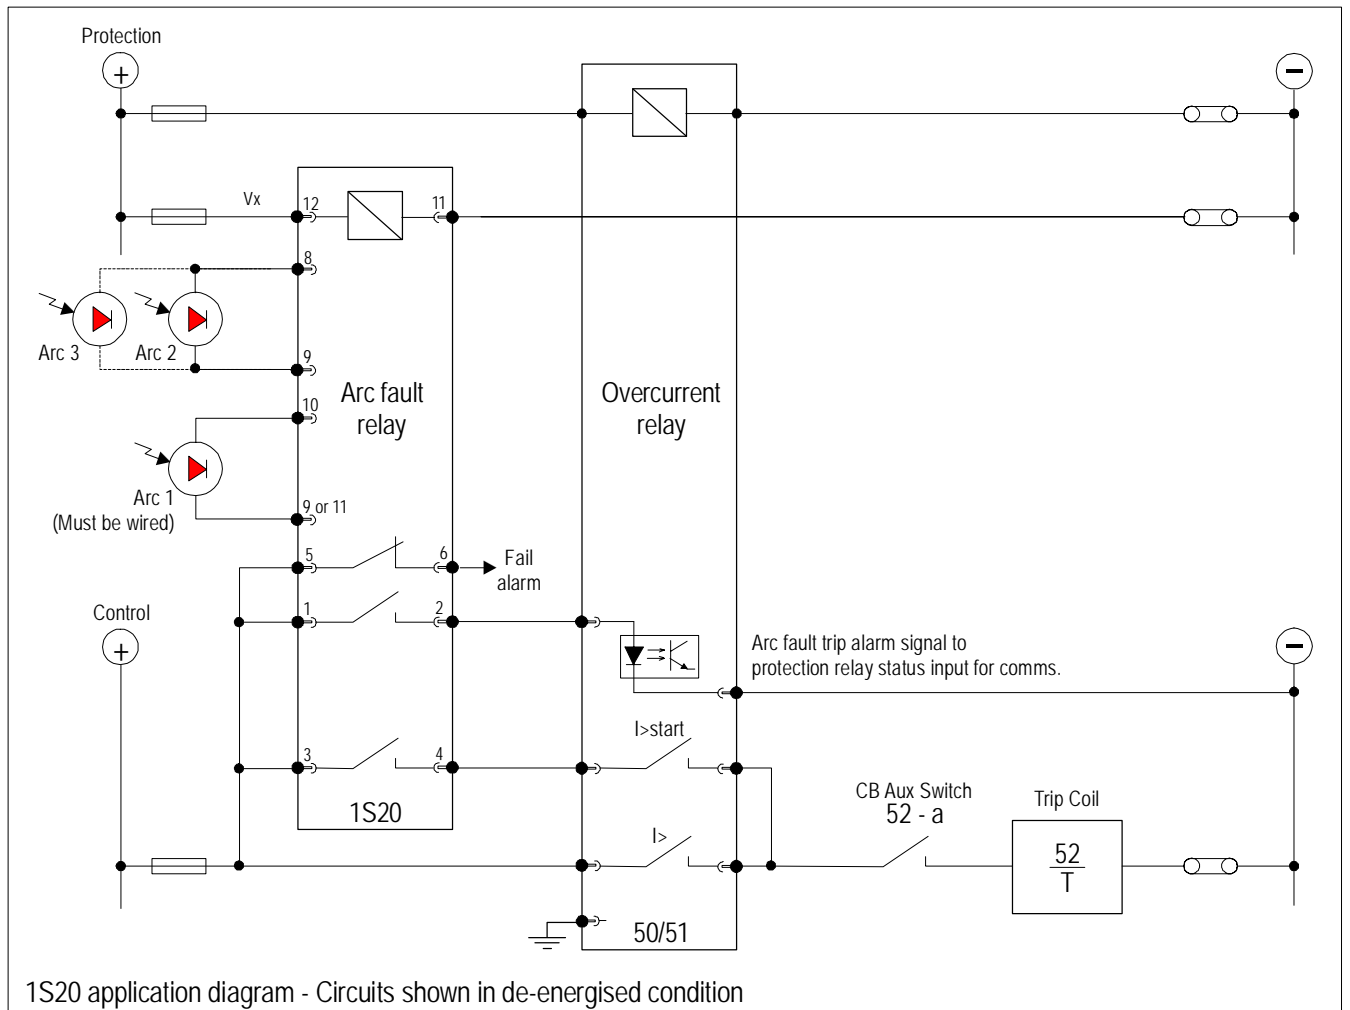 Protection
+
−
Vx
12
11
8
Arc 3
Arc 2
9
Arc fault
relay
Overcurrent
relay
10
Arc 1
(Must be wired)
9 or 11
5
6
Fail
alarm
1
2
Control
+
−
Arc fault trip alarm signal to
protection relay status input for comms.
I>start
3
4
1S20
CB Aux Switch
52 - a
Trip Coil
I>
52
T
50/51
1S20 application diagram - Circuits shown in de-energised condition